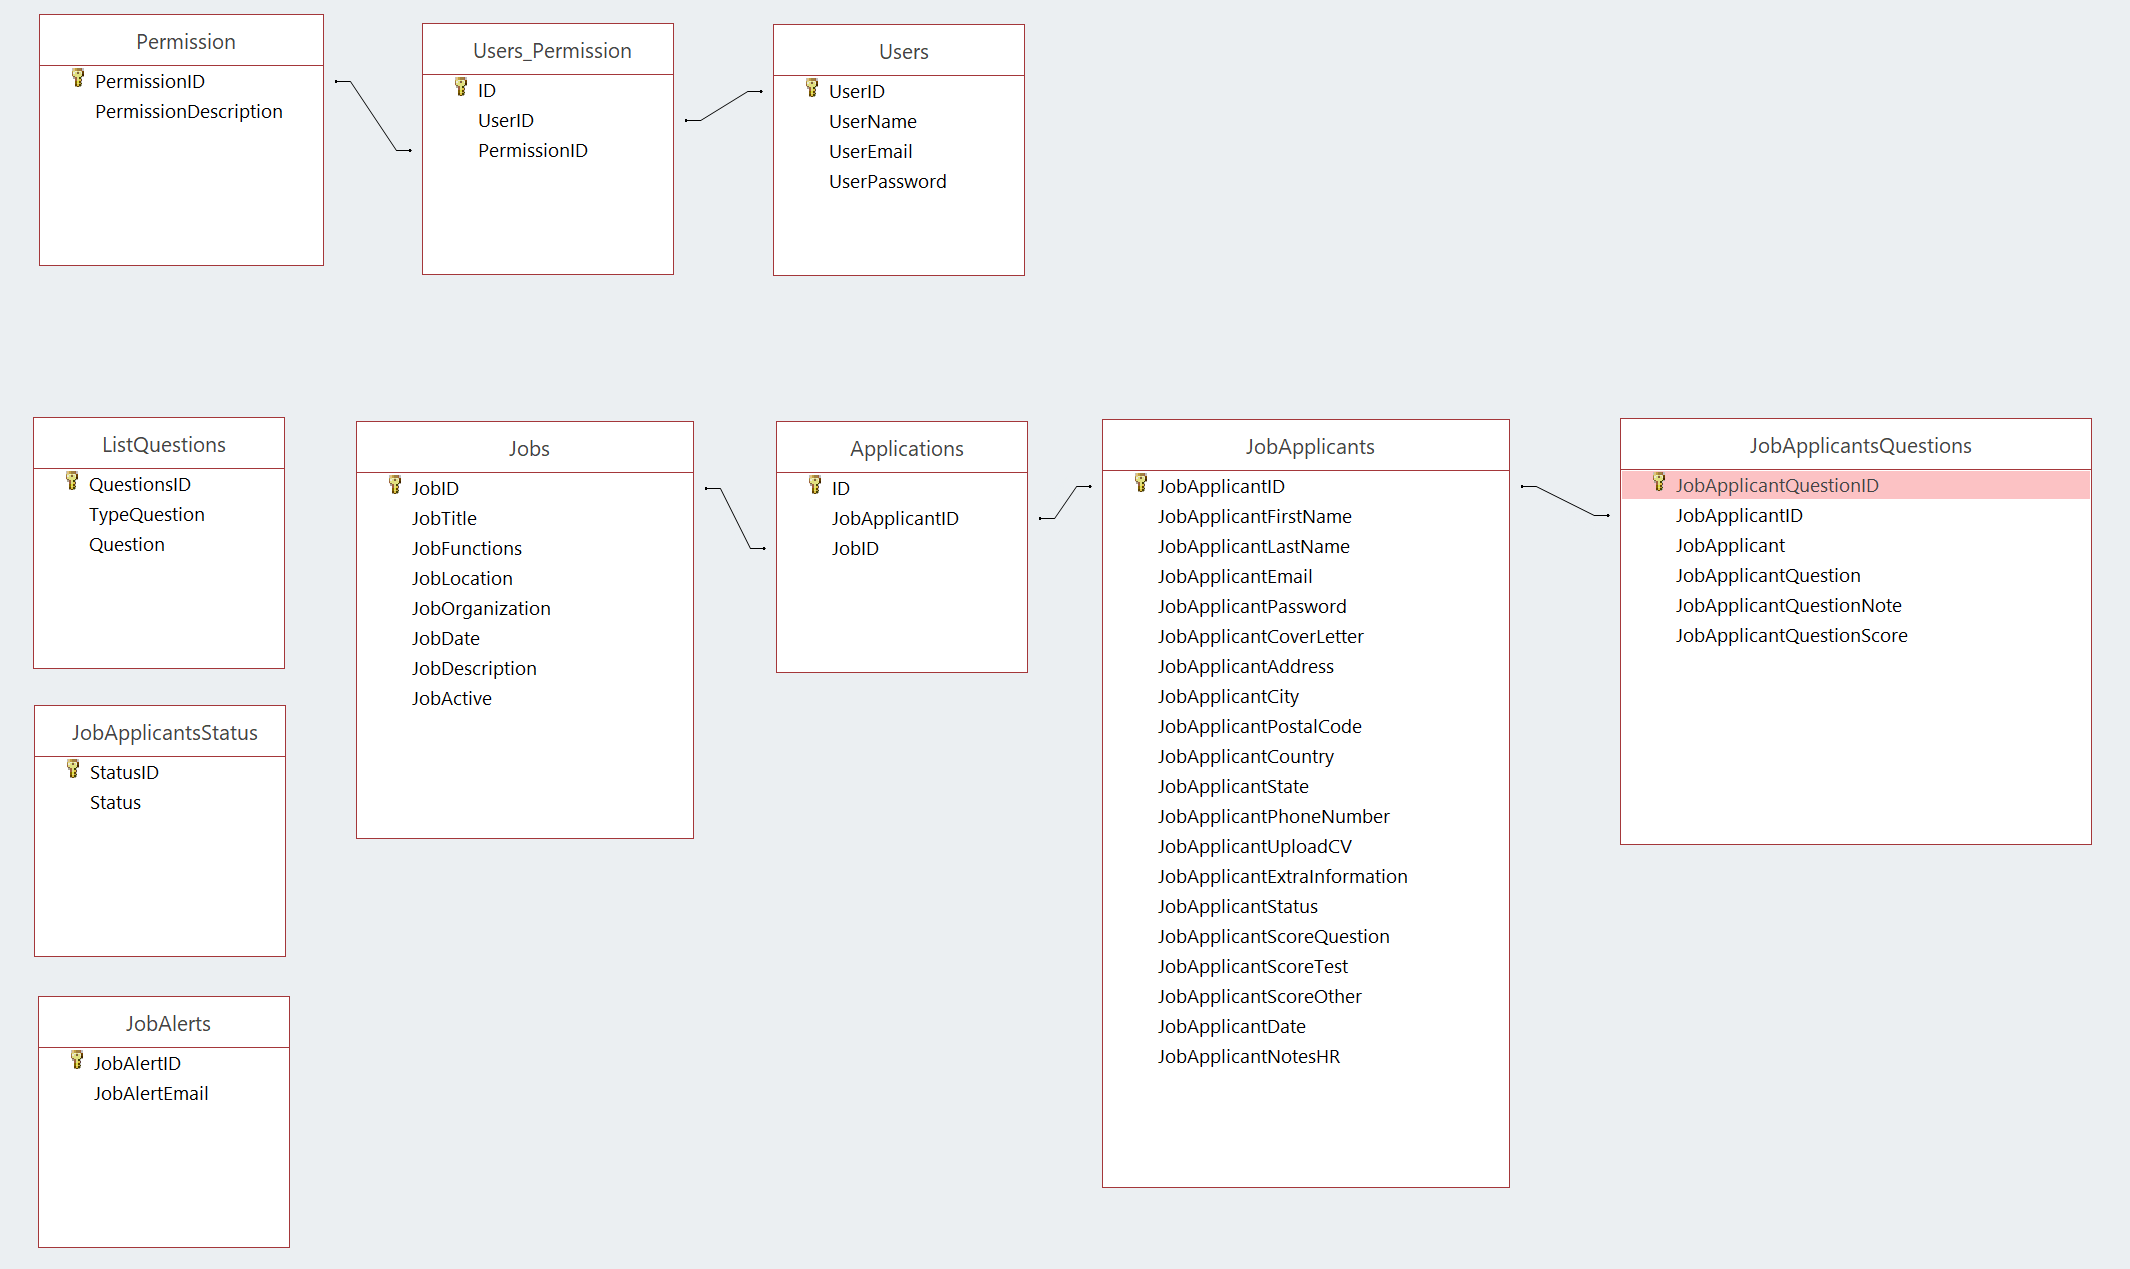 Permission
PermissionID
PermissionDescription
Users_Permission
ID
UserID
PermissionID
Users
UserID
UserName
UserEmail
UserPassword
ListQuestions
QuestionsID
TypeQuestion
Question
Jobs
JobID
JobTitle
JobFunctions
JobLocation
JobOrganization
JobDate
JobDescription
JobActive
Applications
ID
JobApplicantID
JobID
JobApplicants
JobApplicantID
JobApplicantFirstName
JobApplicantLastName
JobApplicantEmail
JobApplicantPassword
JobApplicantCoverLetter
JobApplicantAddress
JobApplicantCity
JobApplicantPostalCode
JobApplicantCountry
JobApplicantState
JobApplicantPhoneNumber
JobApplicantUploadCV
JobApplicantExtraInformation
JobApplicantStatus
JobApplicantScoreQuestion
JobApplicantScoreTest
JobApplicantScoreOther
JobApplicantDate
JobApplicantNotesHR
JobApplicantsQuestions
JobApplicantQuestionID
JobApplicantID
JobApplicant
JobApplicantQuestion
JobApplicantQuestionNote
JobApplicantQuestionScore
JobApplicantsStatus
StatusID
Status
JobAlerts
JobAlertID
JobAlertEmail